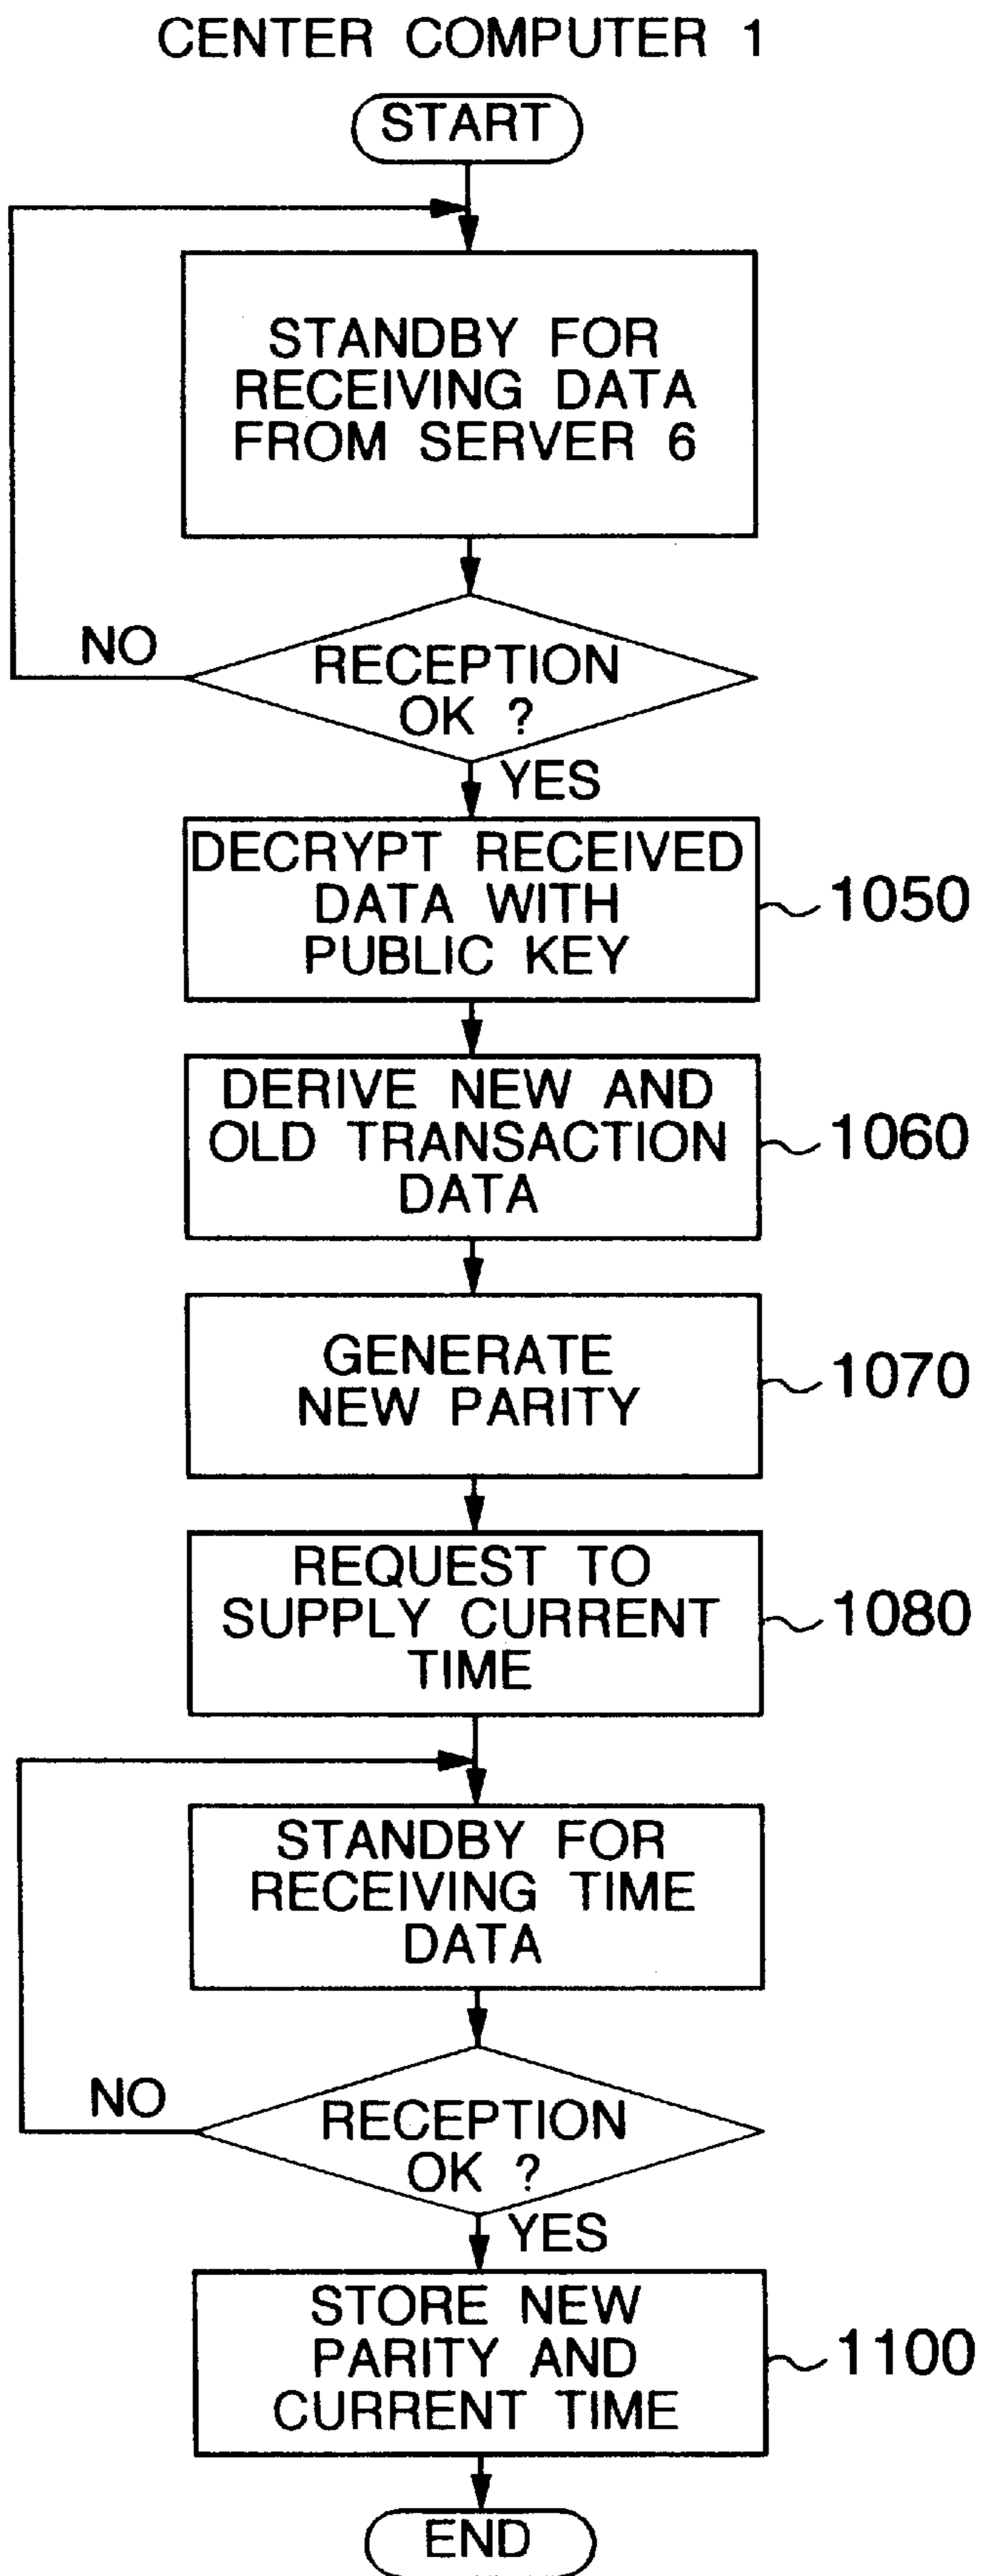 CENTER COMPUTER 1
START
STANDBY FOR
RECEIVING DATA
FROM SERVER 6
NO
RECEPTION
OK ?
YES
DECRYPT RECEIVED
DATA WITH
PUBLIC KEY
1050
DERIVE NEW AND
OLD TRANSACTION
DATA
1060
GENERATE
NEW PARITY
1070
REQUEST TO
SUPPLY CURRENT
TIME
1080
STANDBY FOR
RECEIVING TIME
DATA
NO
RECEPTION
OK ?
YES
STORE NEW
PARITY AND
CURRENT TIME
1100
END